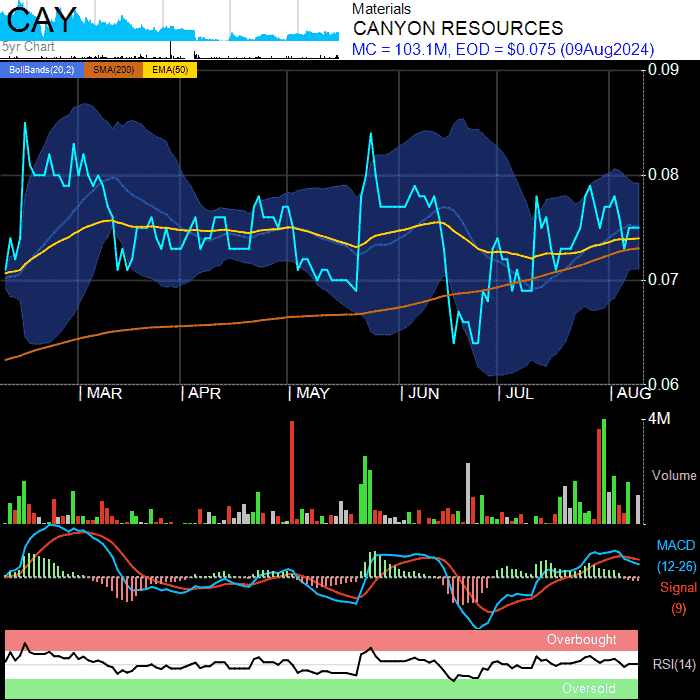 CAY
5yr Chart
Materials
CANYON RESOURCES
MC = 103.1M, EOD = $0.075 (09Aug2024)
BollBands(20,2) SMA(200) EMA(50)
0.09
0.08
0.07
0.06
| MAR | APR | MAY | JUN | JUL | AUG
4M
Volume
MACD
(12-26)
Signal
(9)
Overbought
RSI(14)
Oversold